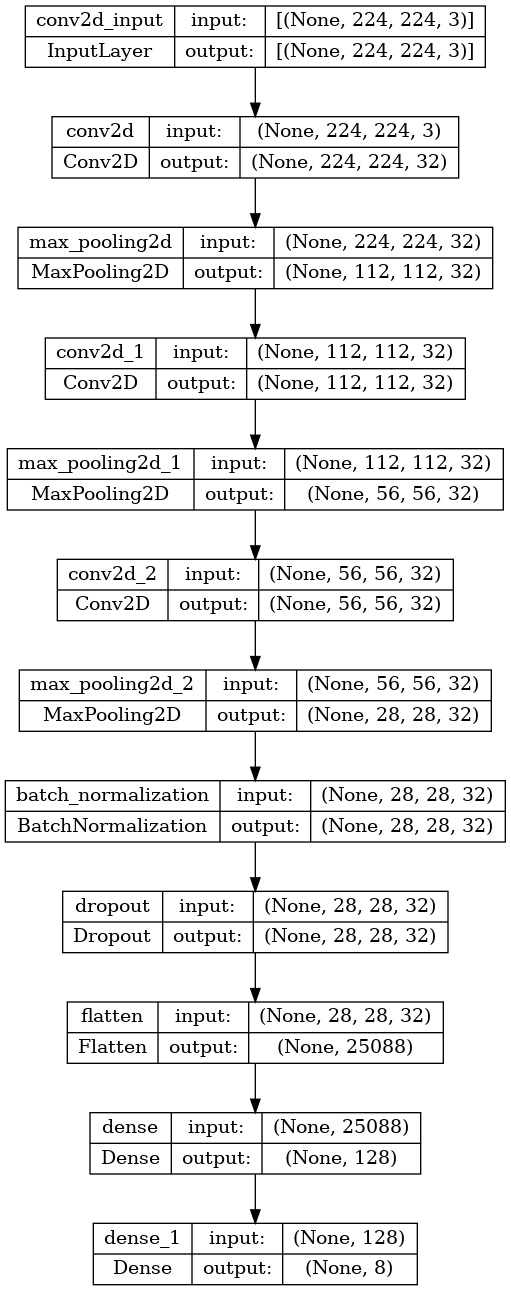 conv2d_input input: [(None, 224, 224, 3)]
InputLayer output: [(None, 224, 224, 3)]
conv2d input: (None, 224, 224, 3)
Conv2D output: (None, 224, 224, 32)
max_pooling2d input: (None, 224, 224, 32)
MaxPooling2D output: (None, 112, 112, 32)
conv2d_1 input: (None, 112, 112, 32)
Conv2D output: (None, 112, 112, 32)
max_pooling2d_1 input: (None, 112, 112, 32)
MaxPooling2D output: (None, 56, 56, 32)
conv2d_2 input: (None, 56, 56, 32)
Conv2D output: (None, 56, 56, 32)
max_pooling2d_2 input: (None, 56, 56, 32)
MaxPooling2D output: (None, 28, 28, 32)
batch_normalization input: (None, 28, 28, 32)
BatchNormalization output: (None, 28, 28, 32)
dropout input: (None, 28, 28, 32)
Dropout output: (None, 28, 28, 32)
flatten input: (None, 28, 28, 32)
Flatten output: (None, 25088)
dense input: (None, 25088)
Dense output: (None, 128)
dense_1 input: (None, 128)
Dense output: (None, 8)